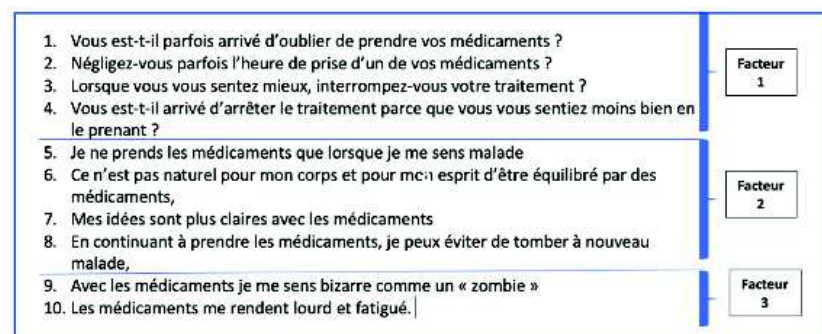 1. Vous est-t-il parfois arrivé d'oublier de prendre vos médicaments ?
2. Négligez-vous parfois l'heure de prise d'un de vos médicaments ?
3. Lorsque vous vous sentez mieux, interrompez-vous votre traitement ?
4. Vous est-t-il arrivé d'arrêter le traitement parce que vous vous sentiez moins bien en
le prenant ?
Facteur
1
5. Je ne prends les médicaments que lorsque je me sens malade
6. Ce n'est pas naturel pour mon corps et pour mon esprit d'être équilibré par des
médicaments,
7. Mes idées sont plus claires avec les médicaments
8. En continuant à prendre les médicaments, je peux éviter de tomber à nouveau
malade,
Facteur
2
9. Avec les médicaments je me sens bizarre comme un « zombie »
10. Les médicaments me rendent lourd et fatigué.
Facteur
3